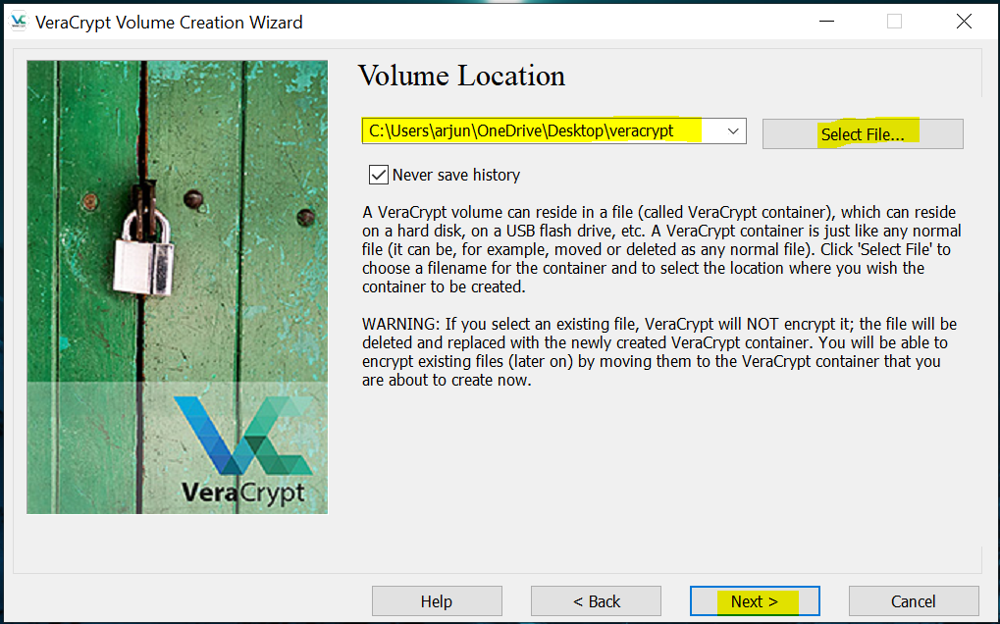 VeraCrypt Volume Creation Wizard
Volume Location
C:\Users\arjun\OneDrive\Desktop\veracrypt
Select File...
Never save history
A VeraCrypt volume can reside in a file (called VeraCrypt container), which can reside
on a hard disk, on a USB flash drive, etc. A VeraCrypt container is just like any normal
file (it can be, for example, moved or deleted as any normal file). Click 'Select File' to
choose a filename for the container and to select the location where you wish the
container to be created.
WARNING: If you select an existing file, VeraCrypt will NOT encrypt it; the file will be
deleted and replaced with the newly created VeraCrypt container. You will be able to
encrypt existing files (later on) by moving them to the VeraCrypt container that you
are about to create now.
VeraCrypt
Help
< Back
Next >
Cancel